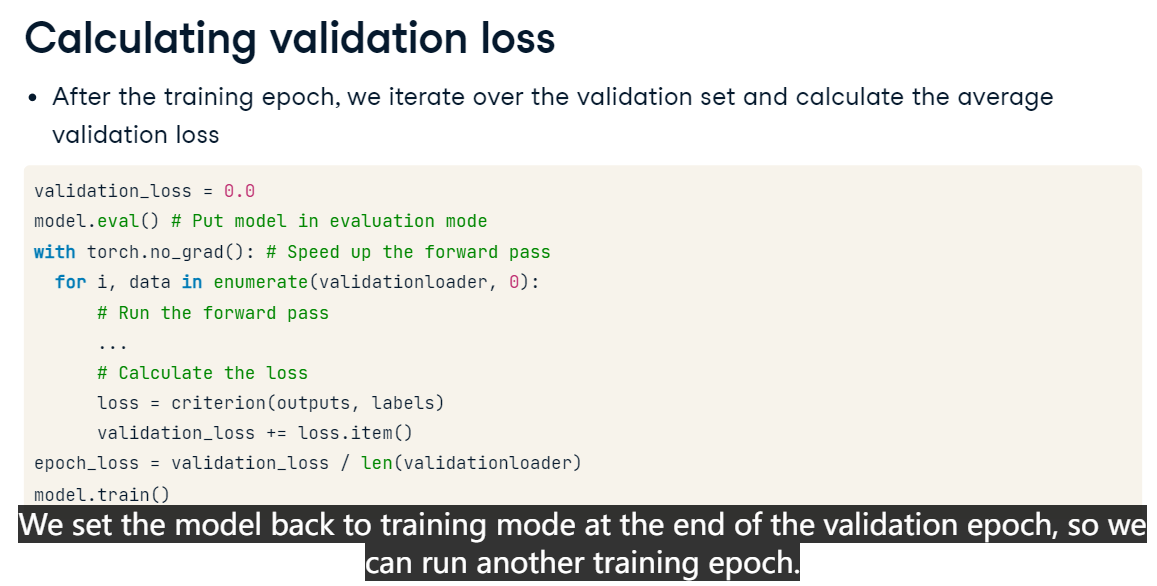 Calculating validation loss
• After the training epoch, we iterate over the validation set and calculate the average
validation loss
validation_loss = 0.0
model.eval() # Put model in evaluation mode
with torch.no_grad(): # Speed up the forward pass
  for i, data in enumerate(validationloader, 0):
      # Run the forward pass
      ...
      # Calculate the loss
      loss = criterion(outputs, labels)
      validation_loss += loss.item()
epoch_loss = validation_loss / len(validationloader)
model.train()
We set the model back to training mode at the end of the validation epoch, so we
can run another training epoch.